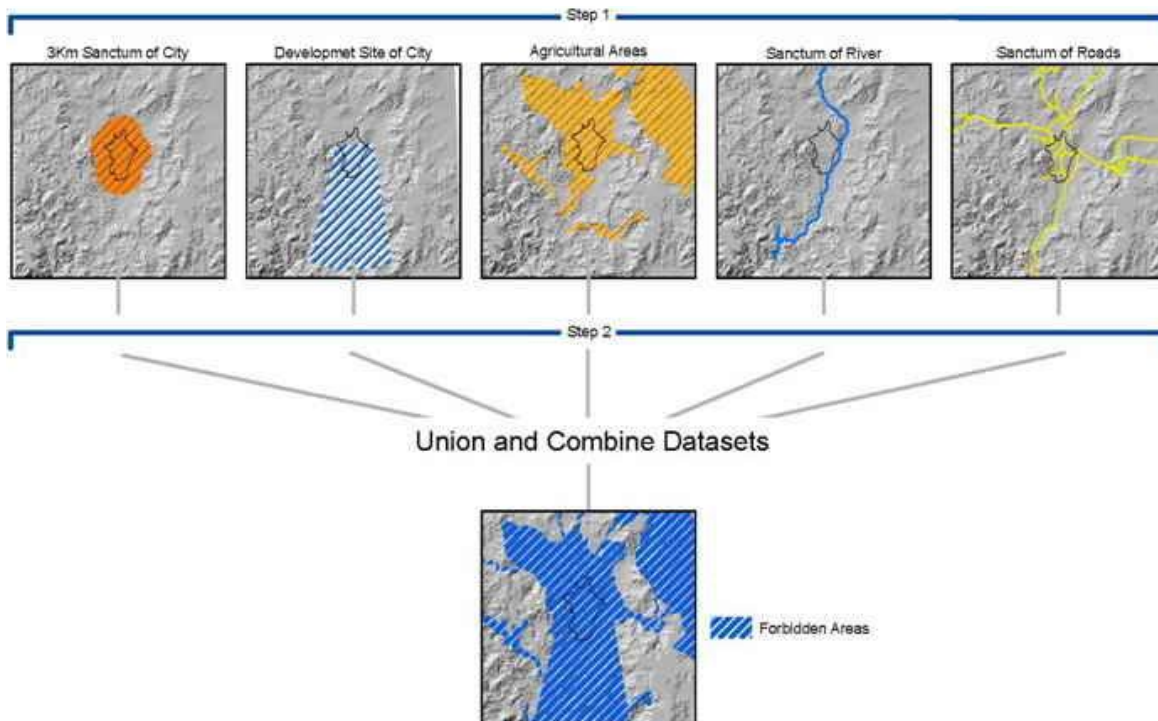 Step 1
3Km Sanctum of City
Developmet Site of City
Agricultural Areas
Sanctum of River
Sanctum of Roads
Step 2
Union and Combine Datasets
Forbidden Areas